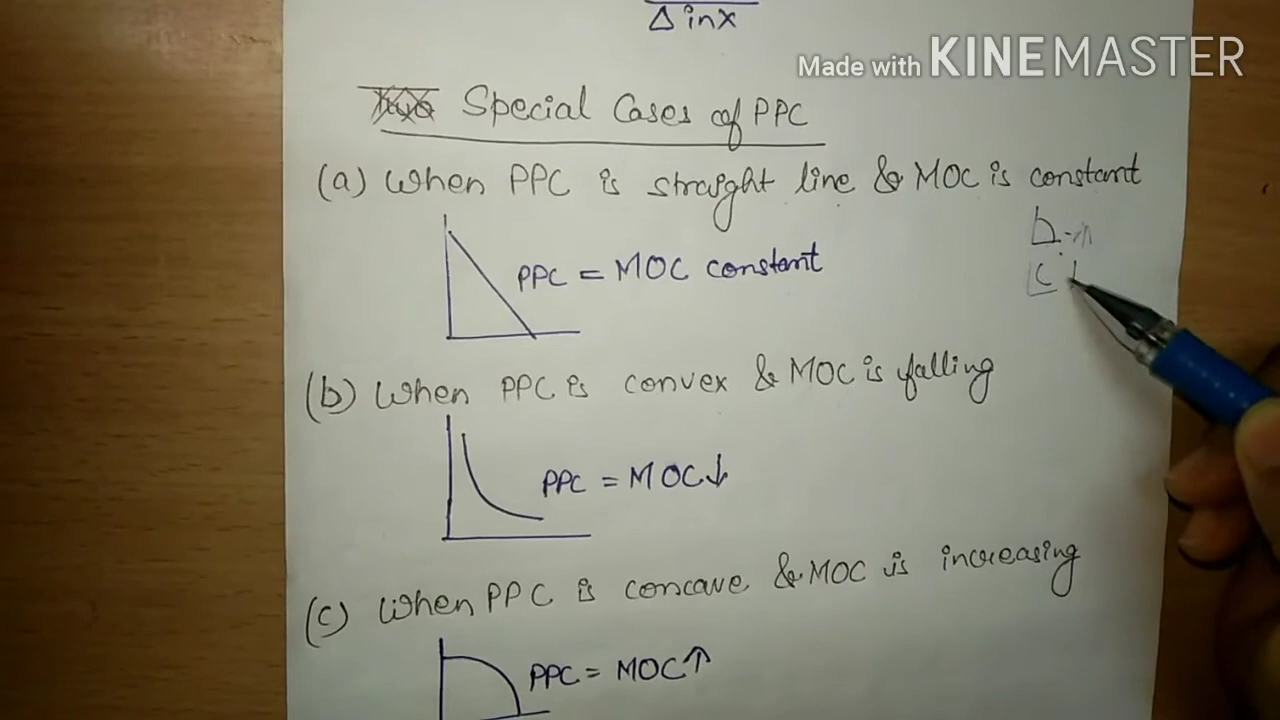 Δ in x
Made with KINEMASTER
Special Cases of PPC
(a) When PPC is straight line & MOC is constant
PPC = MOC constant
(b) When PPC is convex & MOC is falling
PPC = MOC↓
(c) When PPC is concave & MOC is increasing
PPC = MOC↑